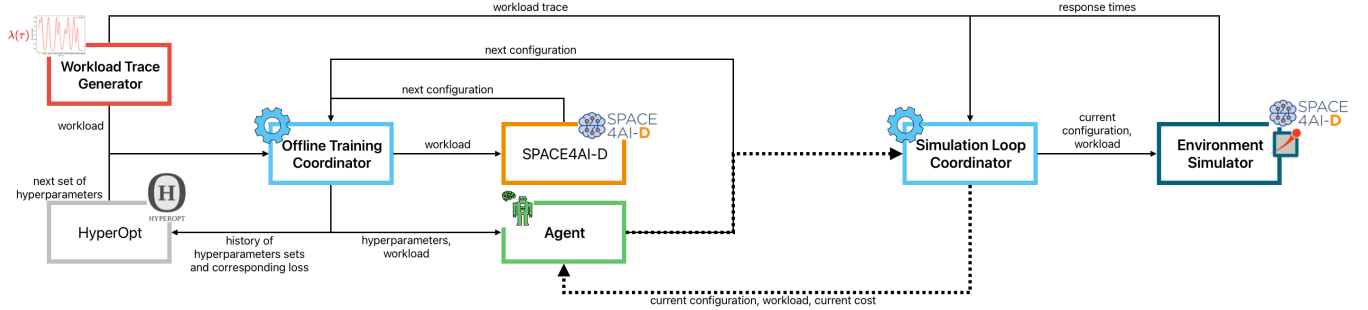 workload trace
response times
λ(τ)
Workload Trace
Generator
next configuration
next configuration
workload
SPACE
4AI-D
SPACE
4AI-D
Offline Training
Coordinator
workload
SPACE4AI-D
Simulation Loop
Coordinator
current
configuration,
workload
Environment
Simulator
next set of
hyperparameters
H
HYPEROPT
HyperOpt
history of
hyperparameters sets
and corresponding loss
hyperparameters,
workload
Agent
current configuration, workload, current cost